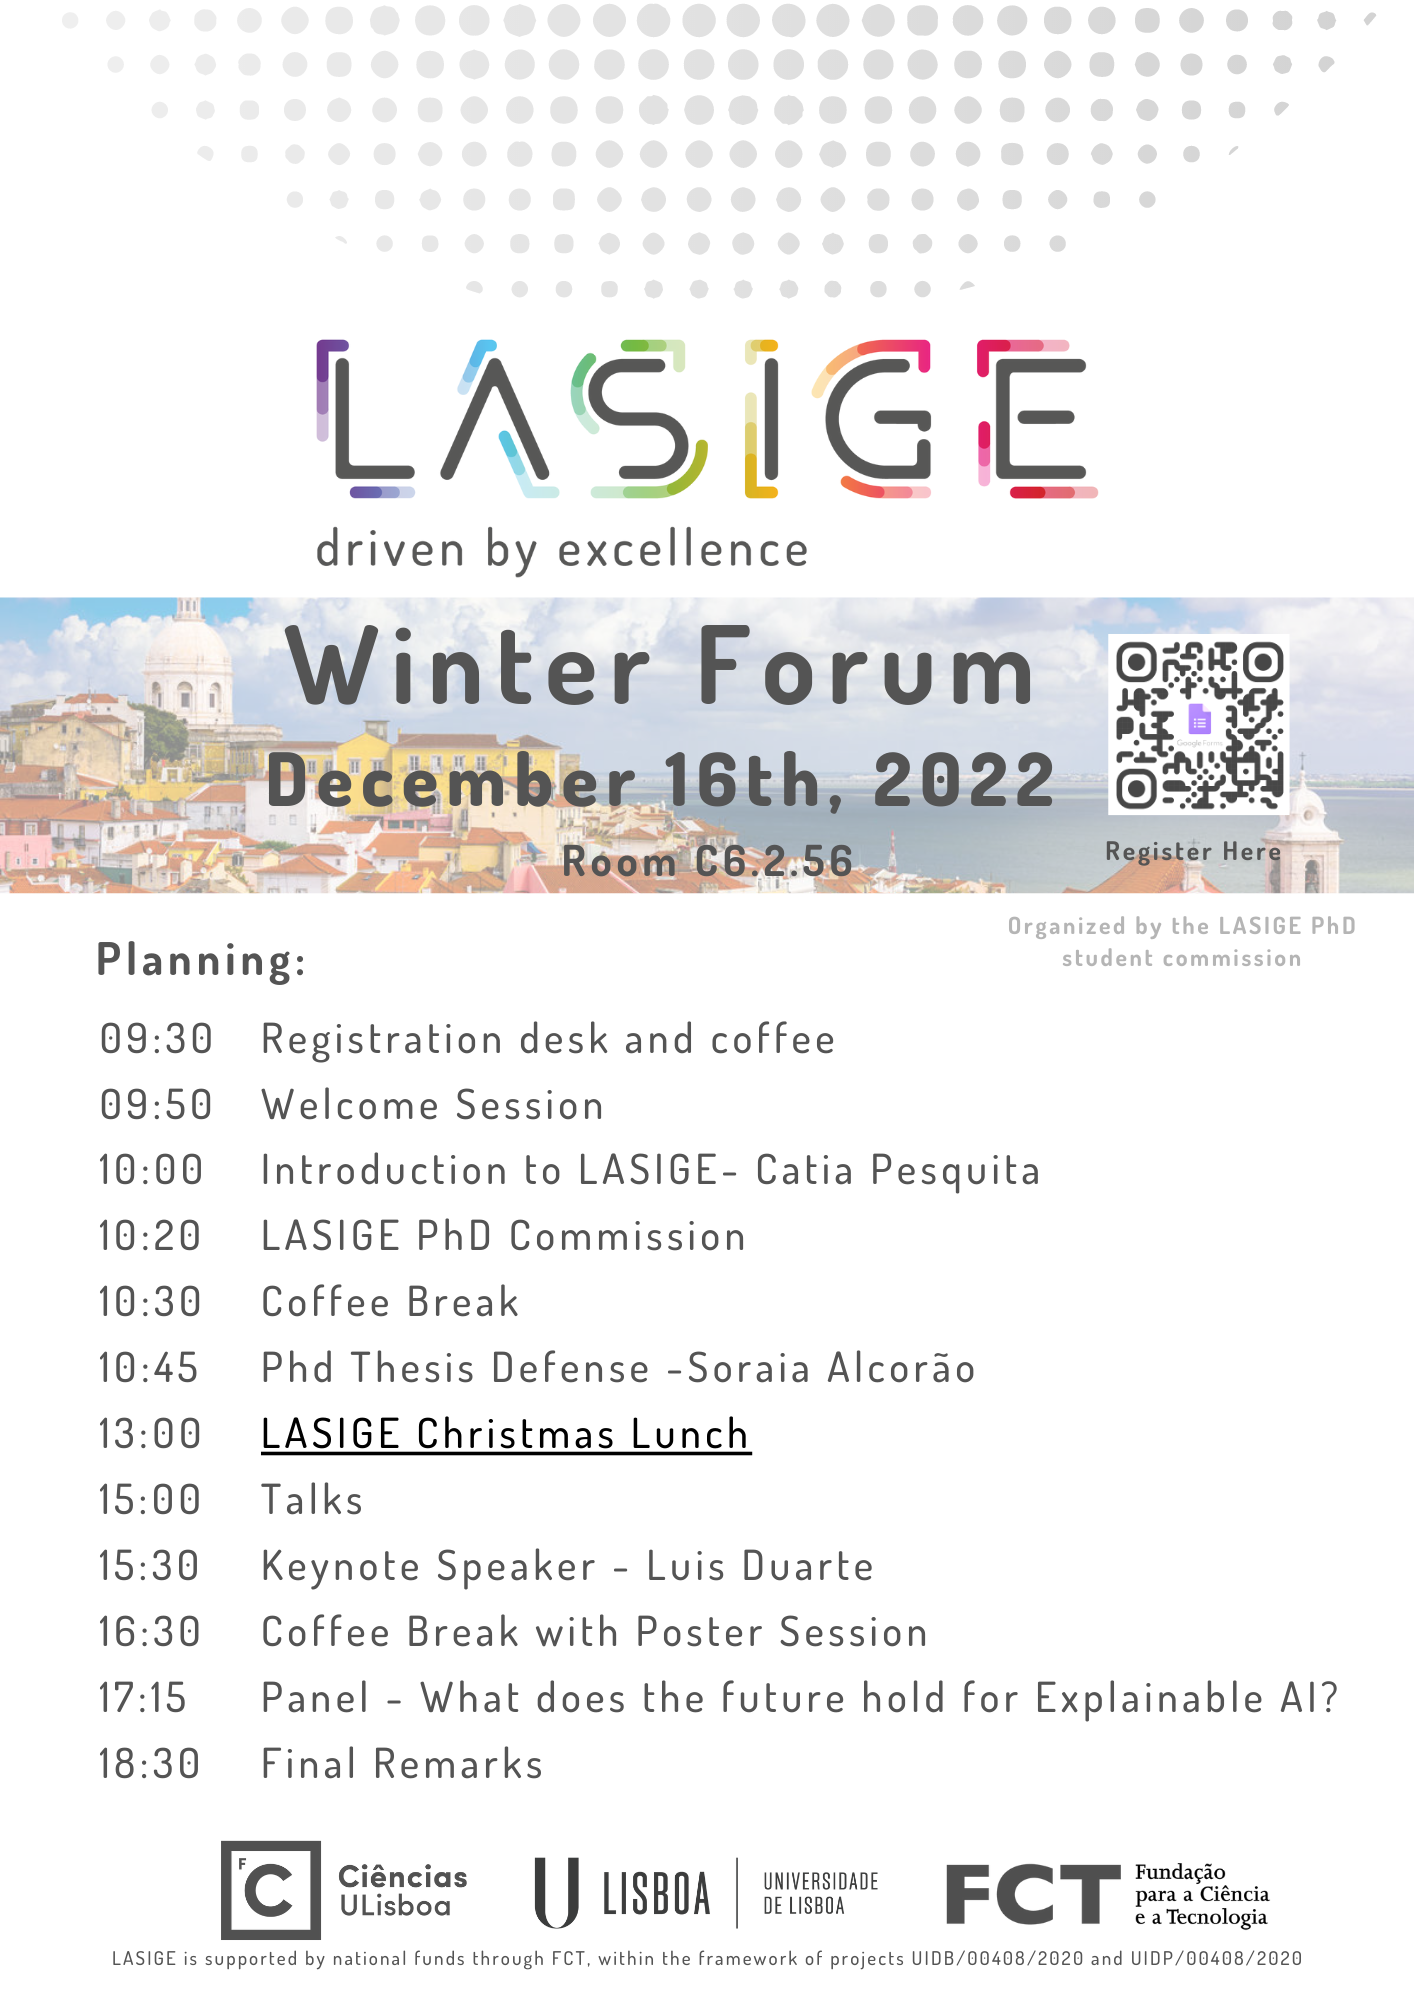 LASIGE
driven by excellence
Winter Forum
December 16th, 2022
Room C6.2.56
Google Forms
Register Here
Organized by the LASIGE PhD
student commission
Planning:
09:30 Registration desk and coffee
09:50 Welcome Session
10:00 Introduction to LASIGE- Catia Pesquita
10:20 LASIGE PhD Commission
10:30 Coffee Break
10:45 Phd Thesis Defense -Soraia Alcorão
13:00 LASIGE Christmas Lunch
15:00 Talks
15:30 Keynote Speaker - Luis Duarte
16:30 Coffee Break with Poster Session
17:15 Panel - What does the future hold for Explainable AI?
18:30 Final Remarks
F C Ciências
ULisboa
U LISBOA
UNIVERSIDADE
DE LISBOA
FCT
Fundação
para a Ciência
e a Tecnologia
LASIGE is supported by national funds through FCT, within the framework of projects UIDB/00408/2020 and UIDP/00408/2020